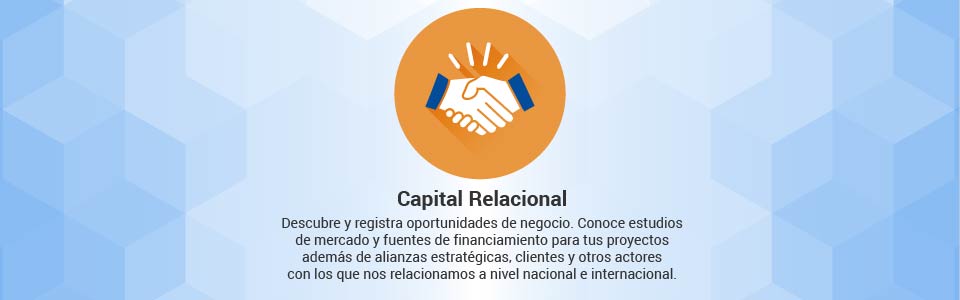 Capital Relacional
Descubre y registra oportunidades de negocio. Conoce estudios
de mercado y fuentes de financiamiento para tus proyectos
además de alianzas estratégicas, clientes y otros actores
con los que nos relacionamos a nivel nacional e internacional.